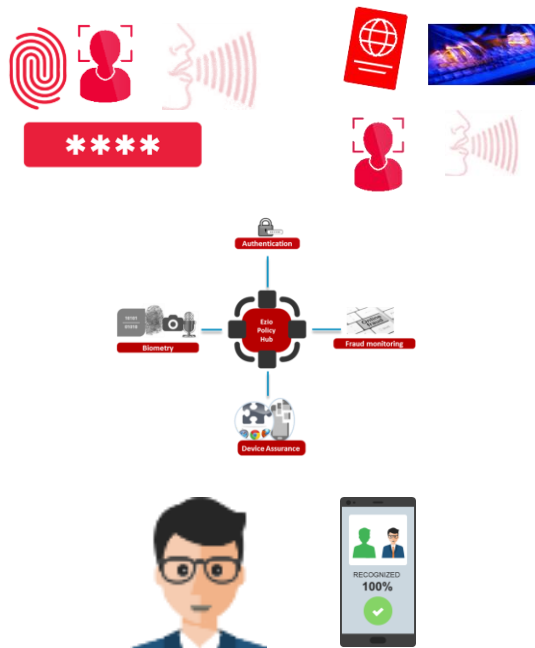 ****
Authentication
Ezio
Policy
Hub
Biometry
Fraud monitoring
Device Assurance
RECOGNIZED
100%